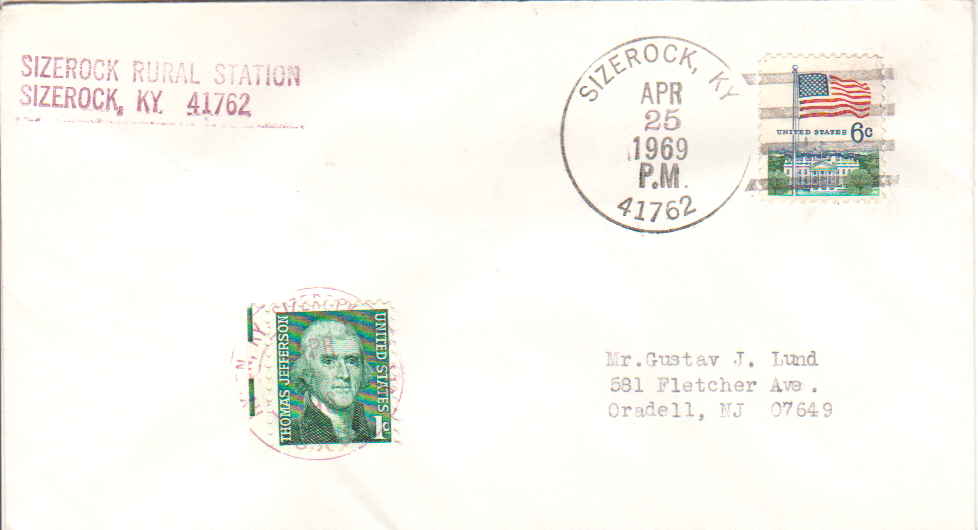 SIZEROCK RURAL STATION
SIZEROCK, KY. 41762
SIZEROCK, KY
APR
25
1969
P.M.
41762
UNITED STATES 6c
THOMAS JEFFERSON
UNITED STATES
1c
Mr.Gustav J. Lund
581 Fletcher Ave.
Oradell, NJ 07649